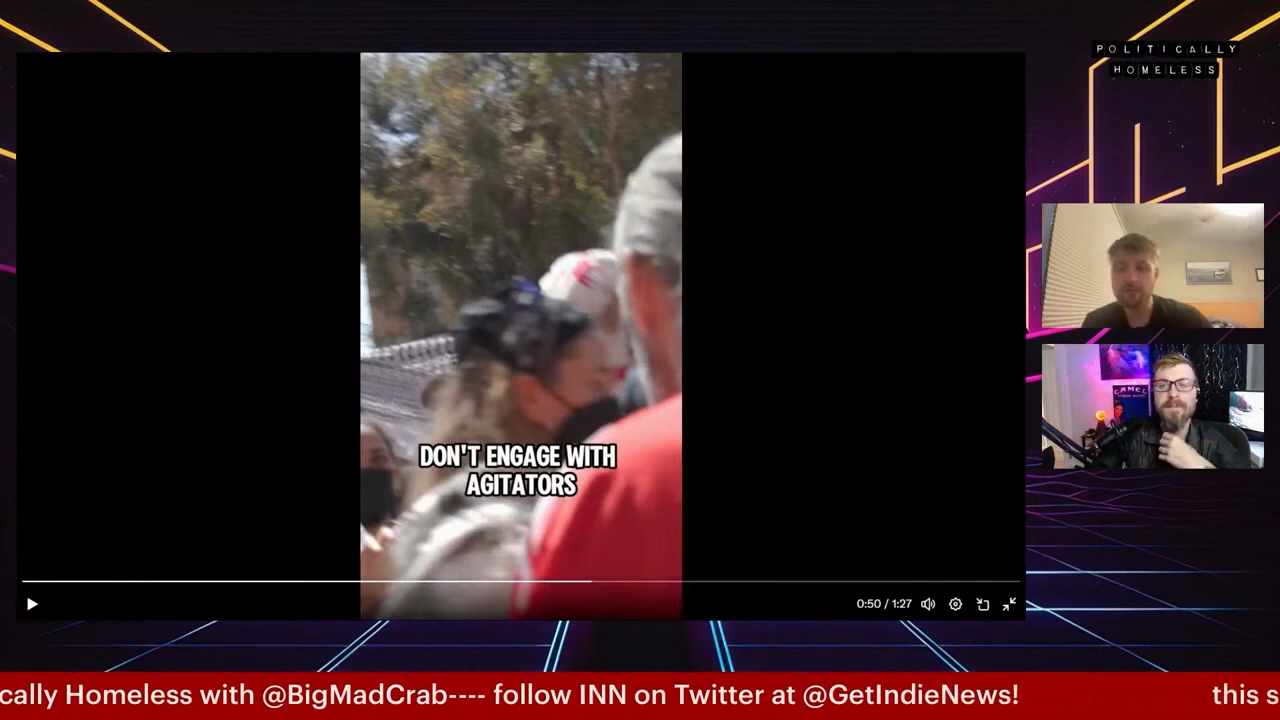 POLITICALLY
HOMELESS
CAMEL
DON'T ENGAGE WITH
AGITATORS
0:50 / 1:27
cally Homeless with @BigMadCrab---- follow INN on Twitter at @GetIndieNews!
this s